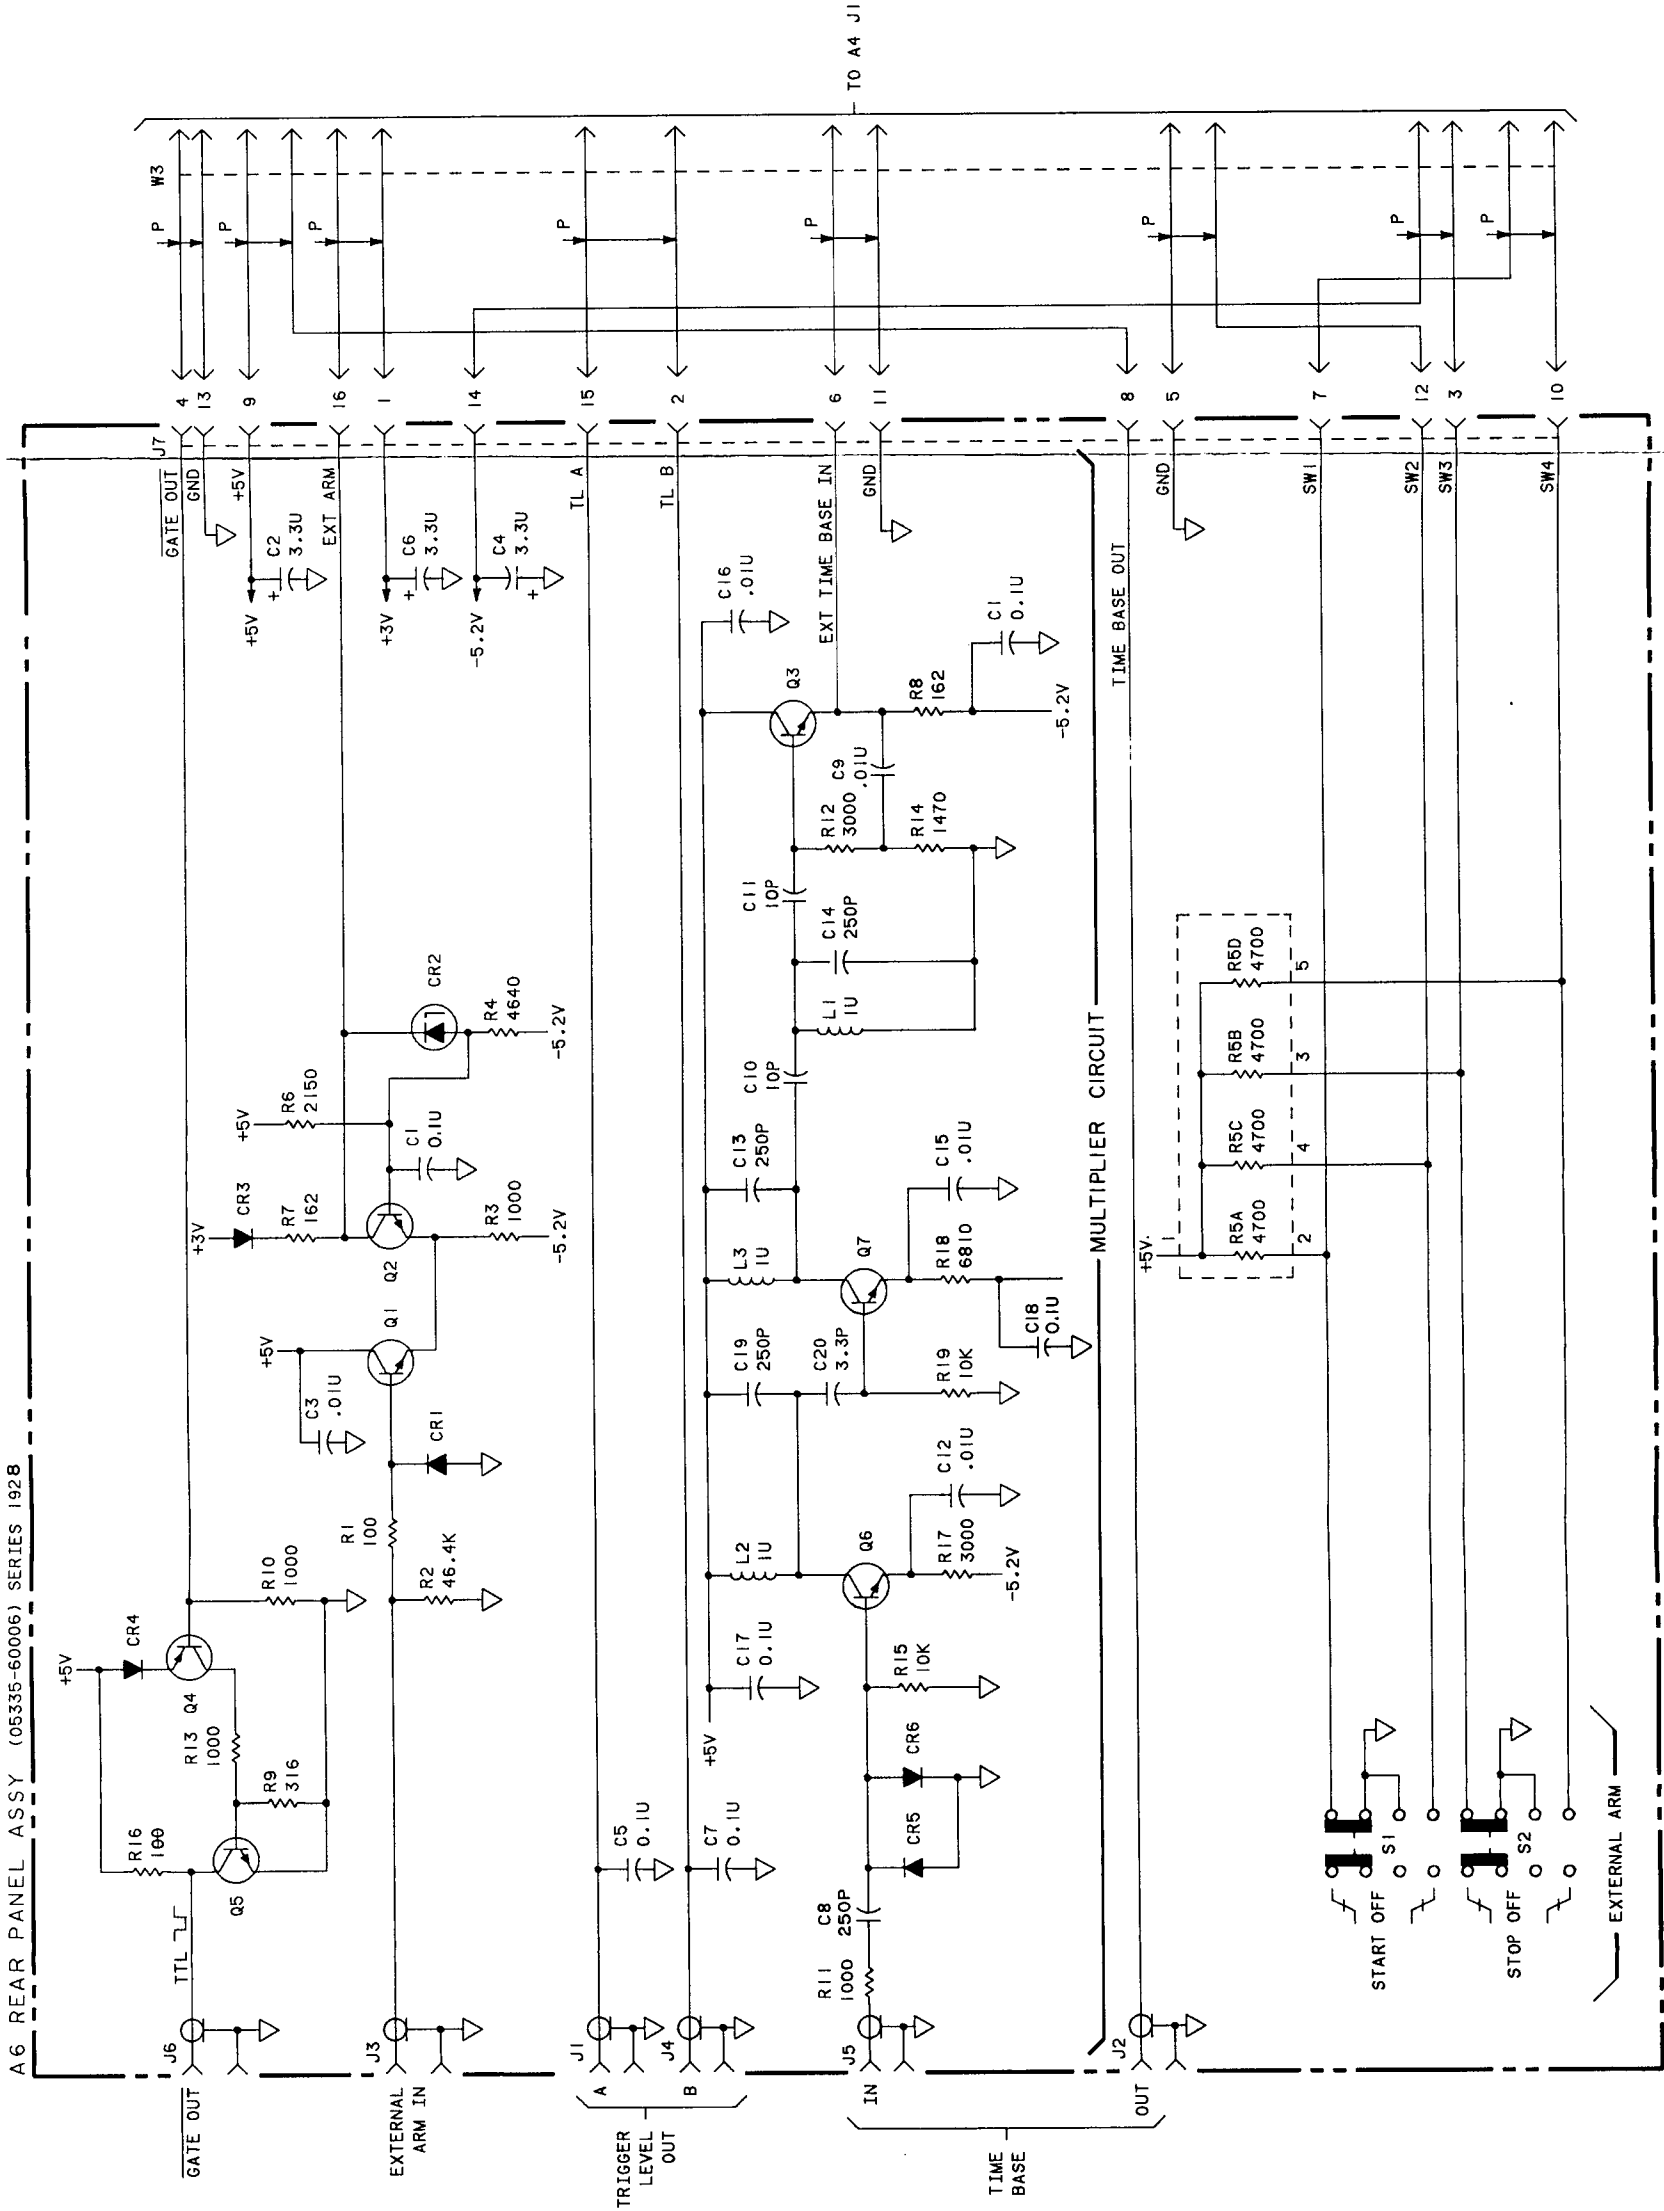 A6 REAR PANEL ASSY (05335-60006) SERIES 1928
GATE OUT
J6
TTL
R16
100
Q5
R9
316
R13
1000
Q4
+5V
CR4
R10
1000
GATE OUT
J7
4
P
W3
GND
13
+5V
9
P
+5V
C2
3.3U
EXTERNAL
ARM IN
J3
R2
46.4K
R1
100
CR1
C3
.01U
+5V
Q1
Q2
+3V
CR3
R7
162
R3
1000
-5.2V
C1
0.1U
+5V
R6
2150
CR2
R4
4640
-5.2V
EXT ARM
16
P
+3V
C6
3.3U
1
-5.2V
C4
3.3U
14
TRIGGER
LEVEL
OUT
A
J1
C5
0.1U
TL A
15
P
B
J4
C7
0.1U
TL B
2
TO A4 J1
TIME
BASE
IN
J5
R11
1000
C8
250P
CR5
CR6
R15
10K
+5V
C17
0.1U
L2
1U
Q6
R17
3000
-5.2V
C12
.01U
C19
250P
C20
3.3P
R19
10K
L3
1U
Q7
R18
6810
C18
0.1U
C13
250P
C15
.01U
C10
10P
L1
1U
C14
250P
C11
10P
R12
3000
R14
1470
C9
.01U
Q3
R8
162
-5.2V
C16
.01U
C1
0.1U
EXT TIME BASE IN
6
P
GND
11
MULTIPLIER CIRCUIT
OUT
J2
TIME BASE OUT
8
GND
5
P
+5V
1
R5A
4700
2
R5C
4700
4
R5B
4700
3
R5D
4700
5
SW1
7
SW2
12
P
SW3
3
SW4
10
P
START OFF
S1
STOP OFF
S2
EXTERNAL ARM